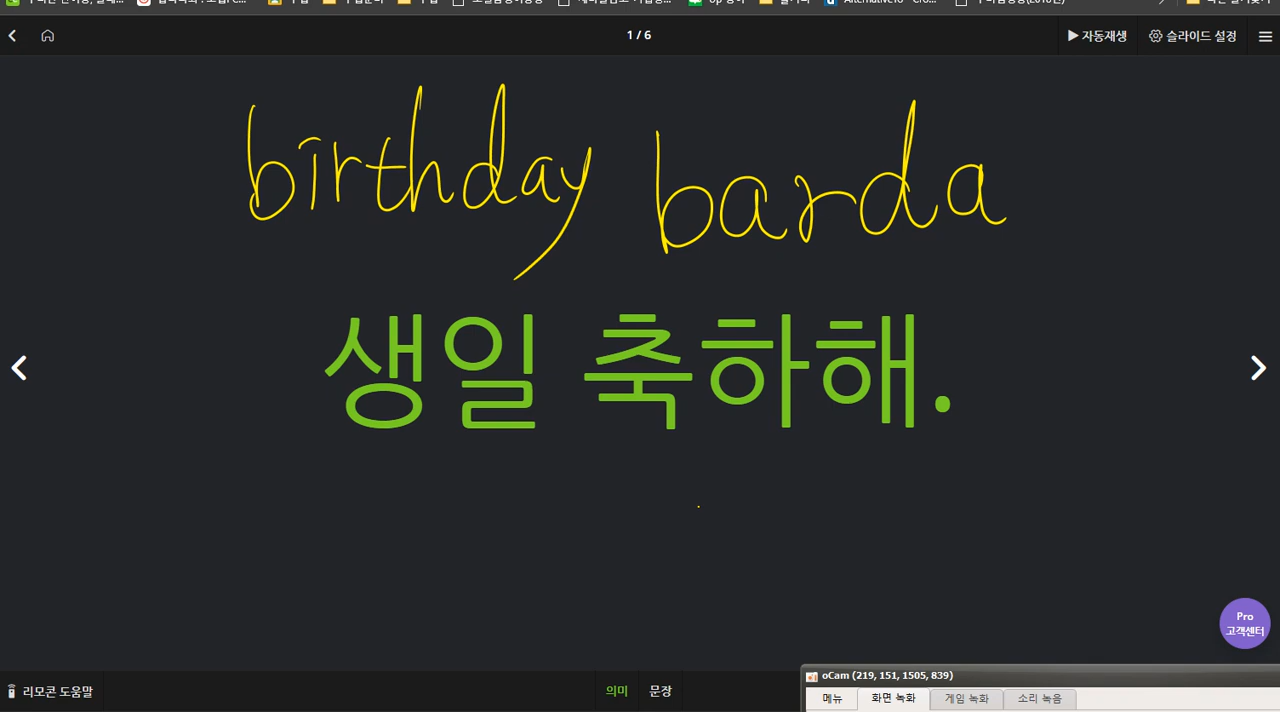 1 / 6
▶ 자동재생
슬라이드 설정
birthday barda
생일 축하해.
Pro
고객센터
리모콘 도움말
의미
문장
oCam (219, 151, 1505, 839)
메뉴
화면 녹화
게임 녹화
소리 녹음